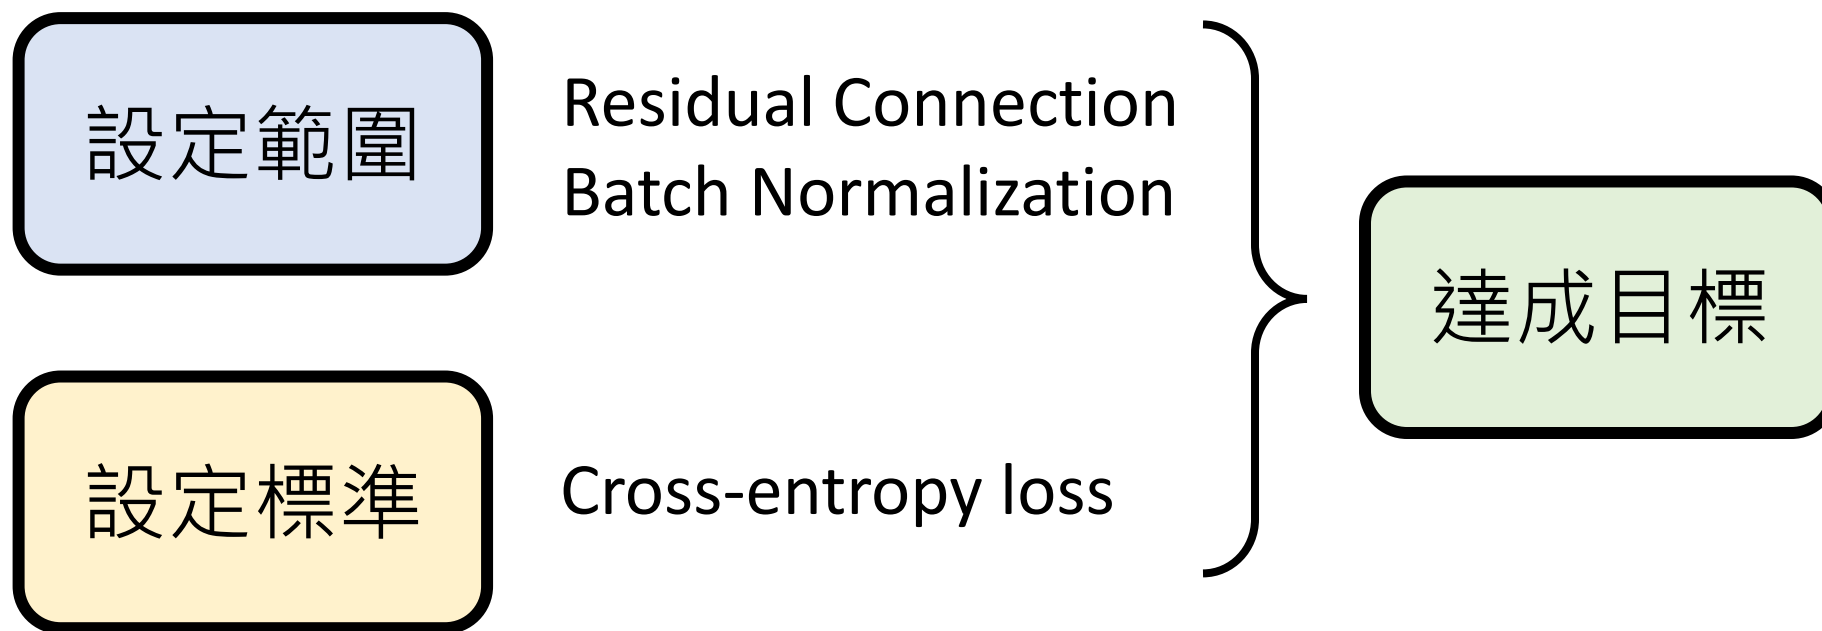 設定範圍
Residual Connection
Batch Normalization
達成目標
設定標準
Cross-entropy loss